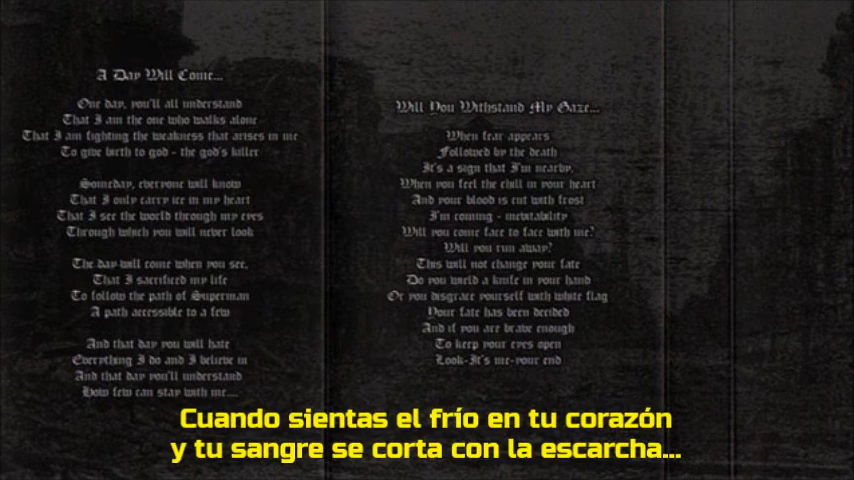 A Day Will Come...
One day, you'll all understand
That I am the one who walks alone
That I am fighting the weakness that arises in me
To give birth to god - the god's killer
Someday, everyone will know
That I only carry ice in my heart
That I see the world through my eyes
Through which you will never look
The day will come when you see,
That I sacrificed my life
To follow the path of Superman
A path accessible to a few
And that day you will hate
Everything I do and I believe in
And that day you'll understand
How few can stay with me....
Will You Withstand My Gaze...
When fear appears
Followed by the death
It's a sign that I'm nearby,
When you feel the chill in your heart
And your blood is cut with frost
I'm coming - inevitability
Will you come face to face with me?
Will you run away?
This will not change your fate
Do you wield a knife in your hand
Or you disgrace yourself with white flag
Your fate has been decided
And if you are brave enough
To keep your eyes open
Look-It's me-your end
Cuando sientas el frío en tu corazón
y tu sangre se corta con la escarcha...